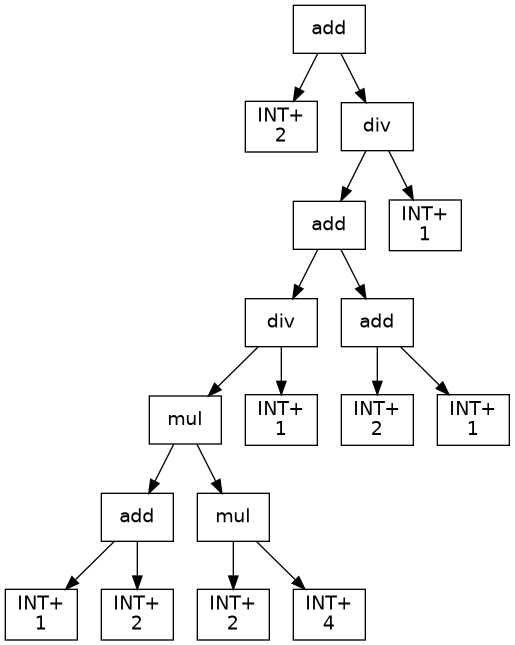 add
INT+
2
div
add
INT+
1
div
add
mul
INT+
1
INT+
2
INT+
1
add
mul
INT+
1
INT+
2
INT+
2
INT+
4